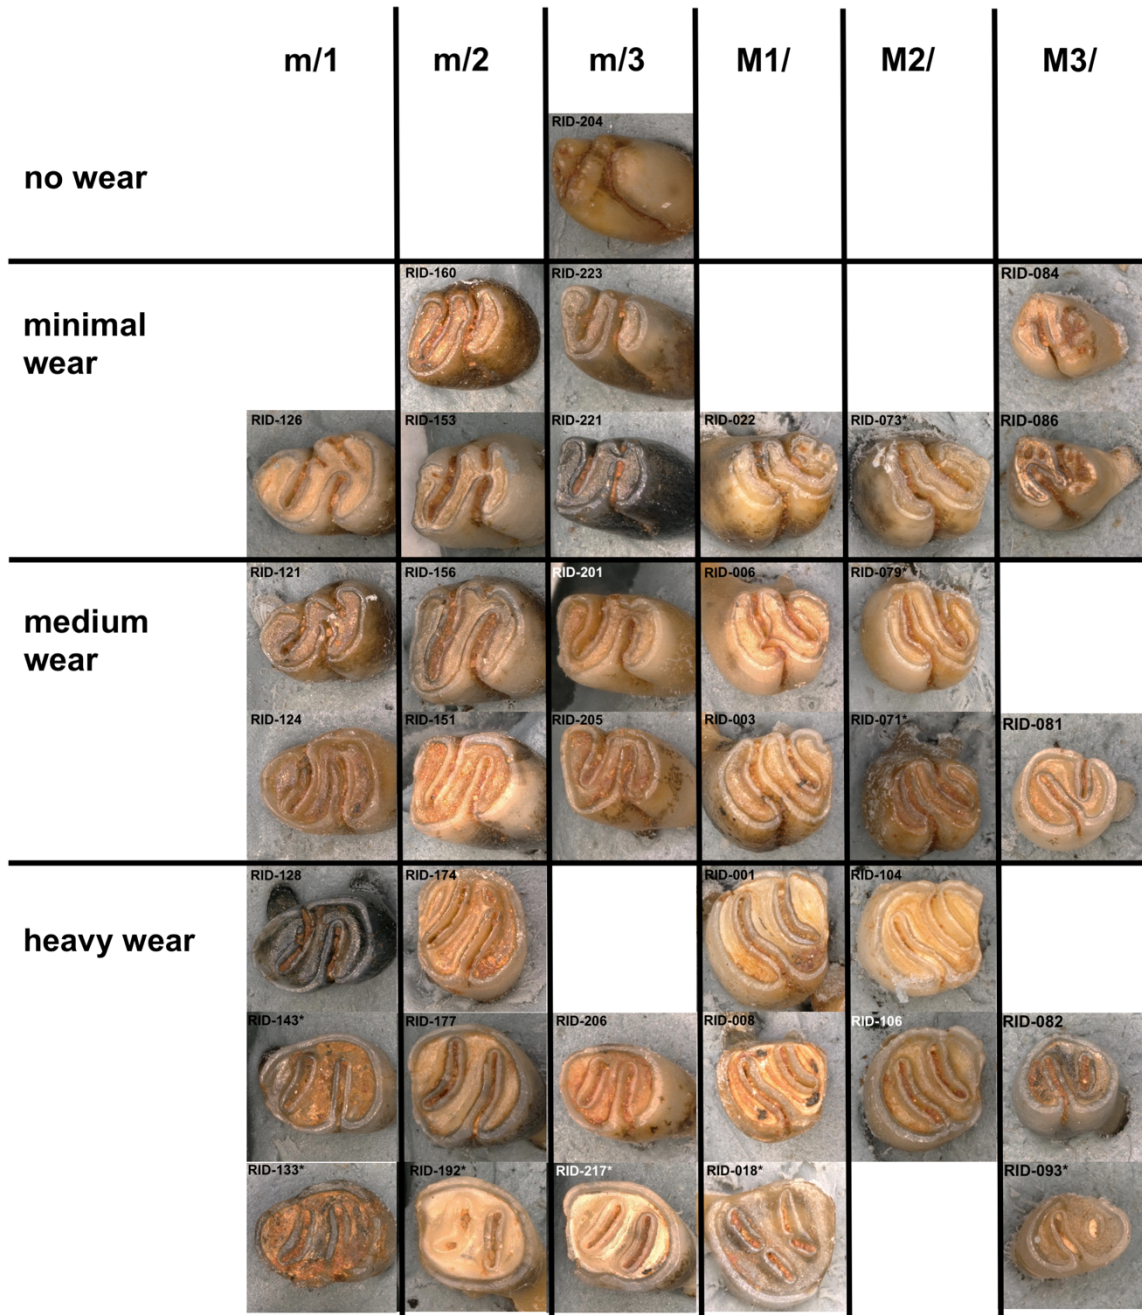 m/1 m/2 m/3 M1/ M2/ M3/
RID-204
no wear
RID-160 RID-223 RID-084
minimal
wear
RID-126 RID-153 RID-221 RID-022 RID-073* RID-086
RID-121 RID-156 RID-201 RID-006 RID-079*
medium
wear
RID-124 RID-151 RID-205 RID-003 RID-071* RID-081
RID-128 RID-174 RID-001 RID-104
heavy wear
RID-143* RID-177 RID-206 RID-008 RID-106 RID-082
RID-133* RID-192* RID-217* RID-018* RID-093*